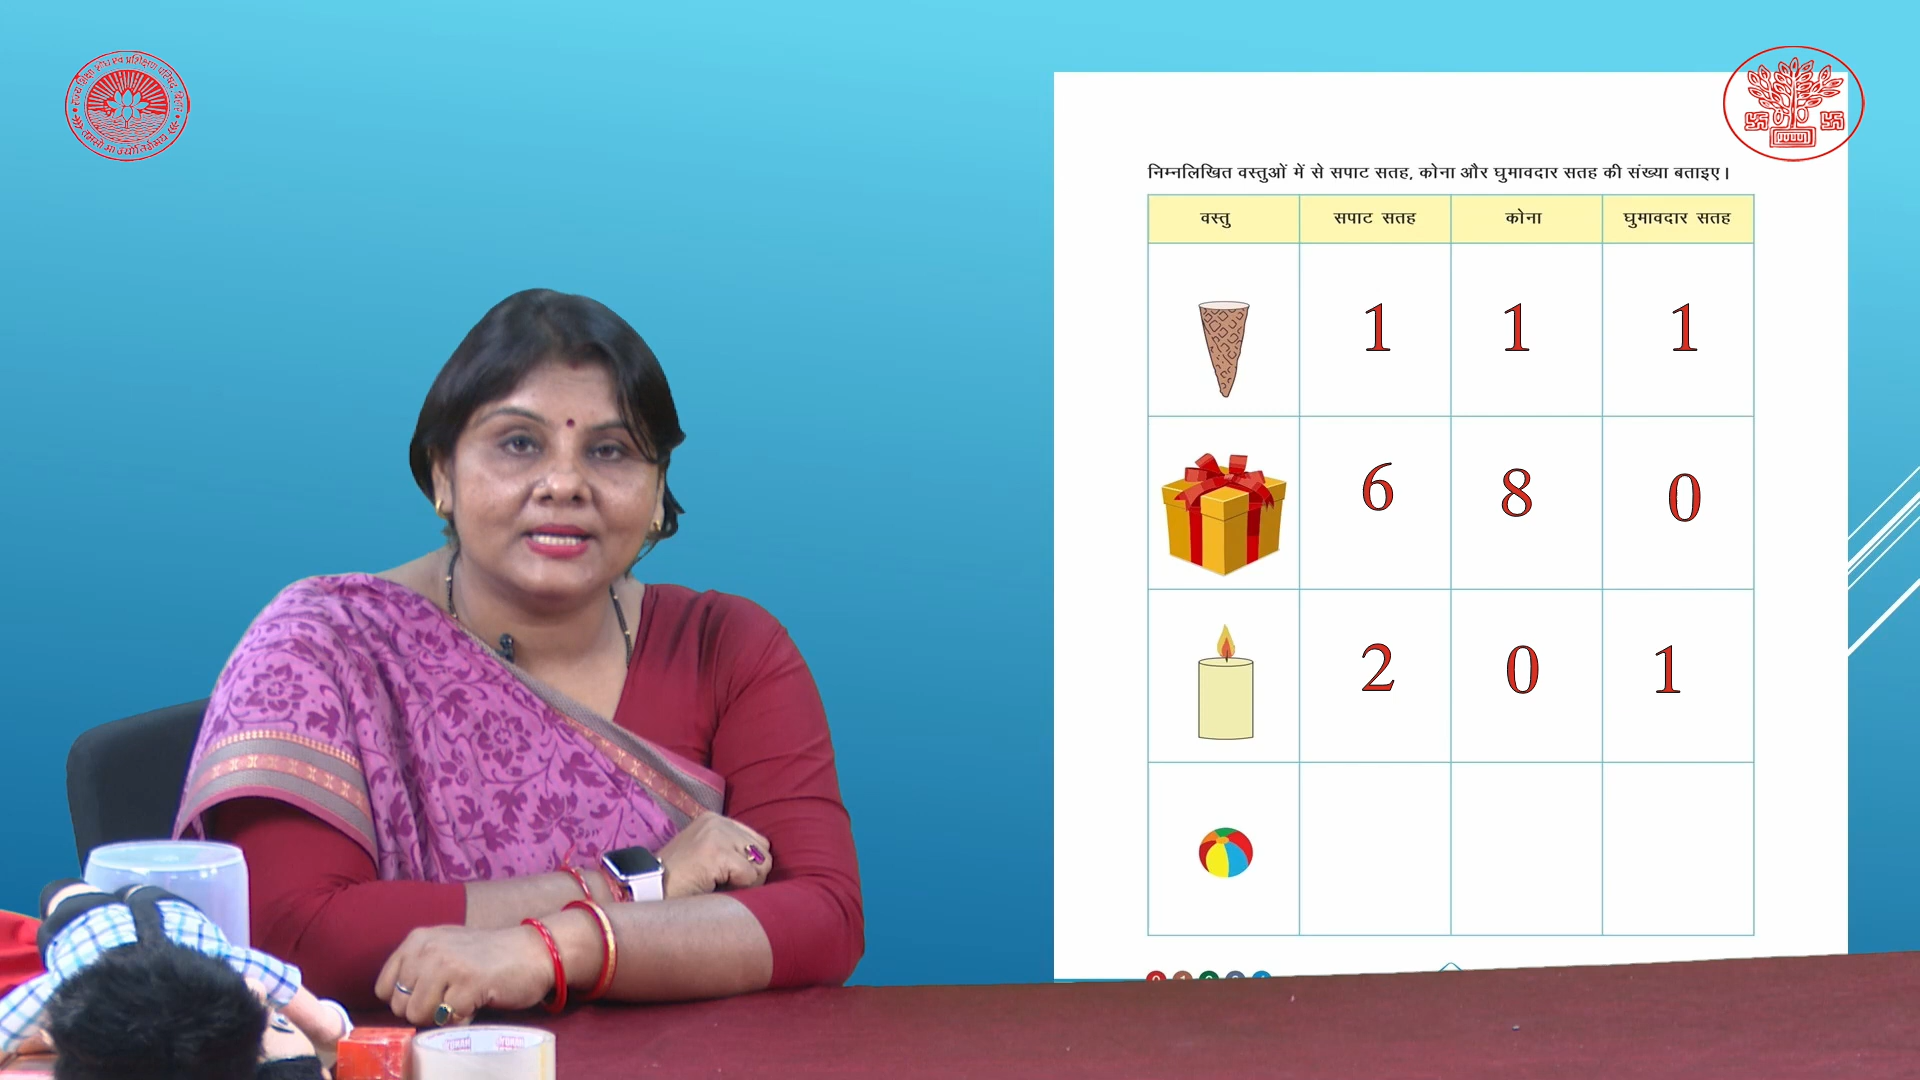 निम्नलिखित वस्तुओं में से सपाट सतह, कोना और घुमावदार सतह की संख्या बताइए।
वस्तु सपाट सतह कोना घुमावदार सतह
1 1 1
6 8 0
2 0 1